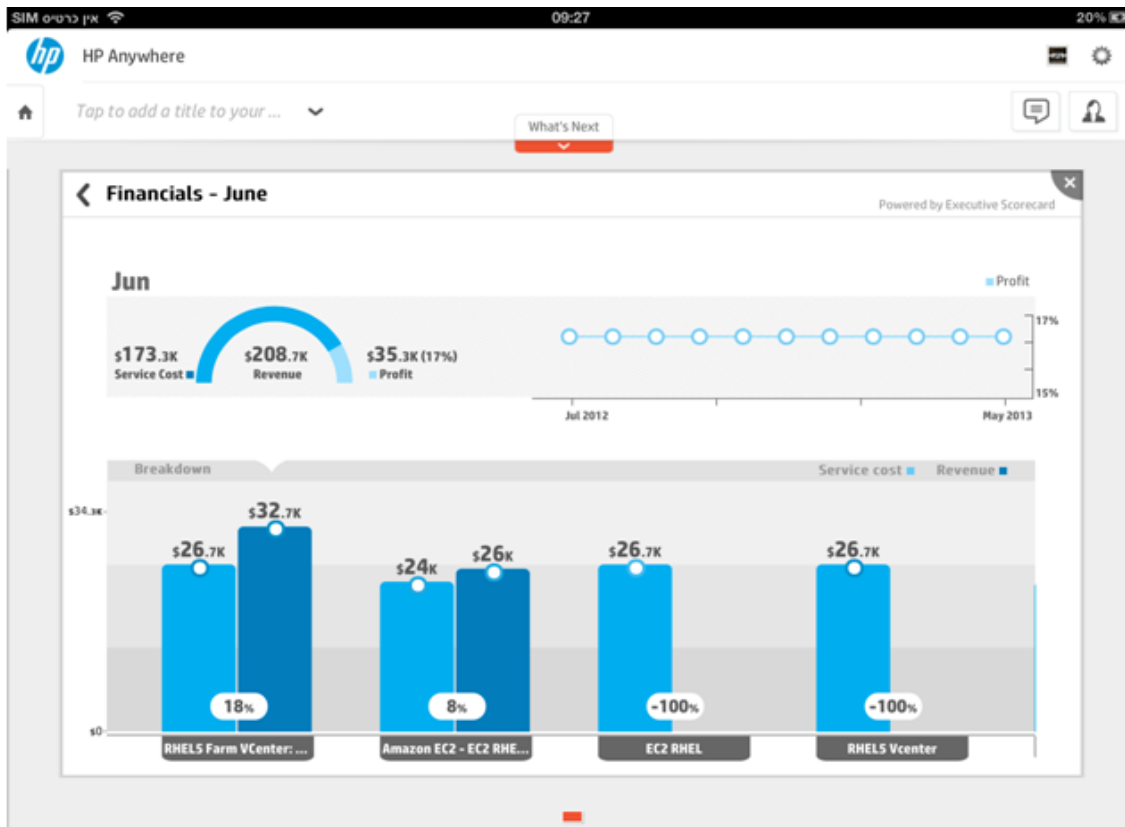 SIM אין כרטיס
09:27
20%
hp
HP Anywhere
Tap to add a title to your ...
What's Next
Financials - June
Powered by Executive Scorecard
Jun
Profit
$173.3K
Service Cost
$208.7K
Revenue
$35.3K (17%)
Profit
17%
15%
Jul 2012
May 2013
Breakdown
Service cost
Revenue
$34.3K
$0
$26.7K
$32.7K
$24K
$26K
$26.7K
$26.7K
18%
8%
-100%
-100%
RHEL5 Farm VCenter: ...
Amazon EC2 - EC2 RHE...
EC2 RHEL
RHEL5 Vcenter